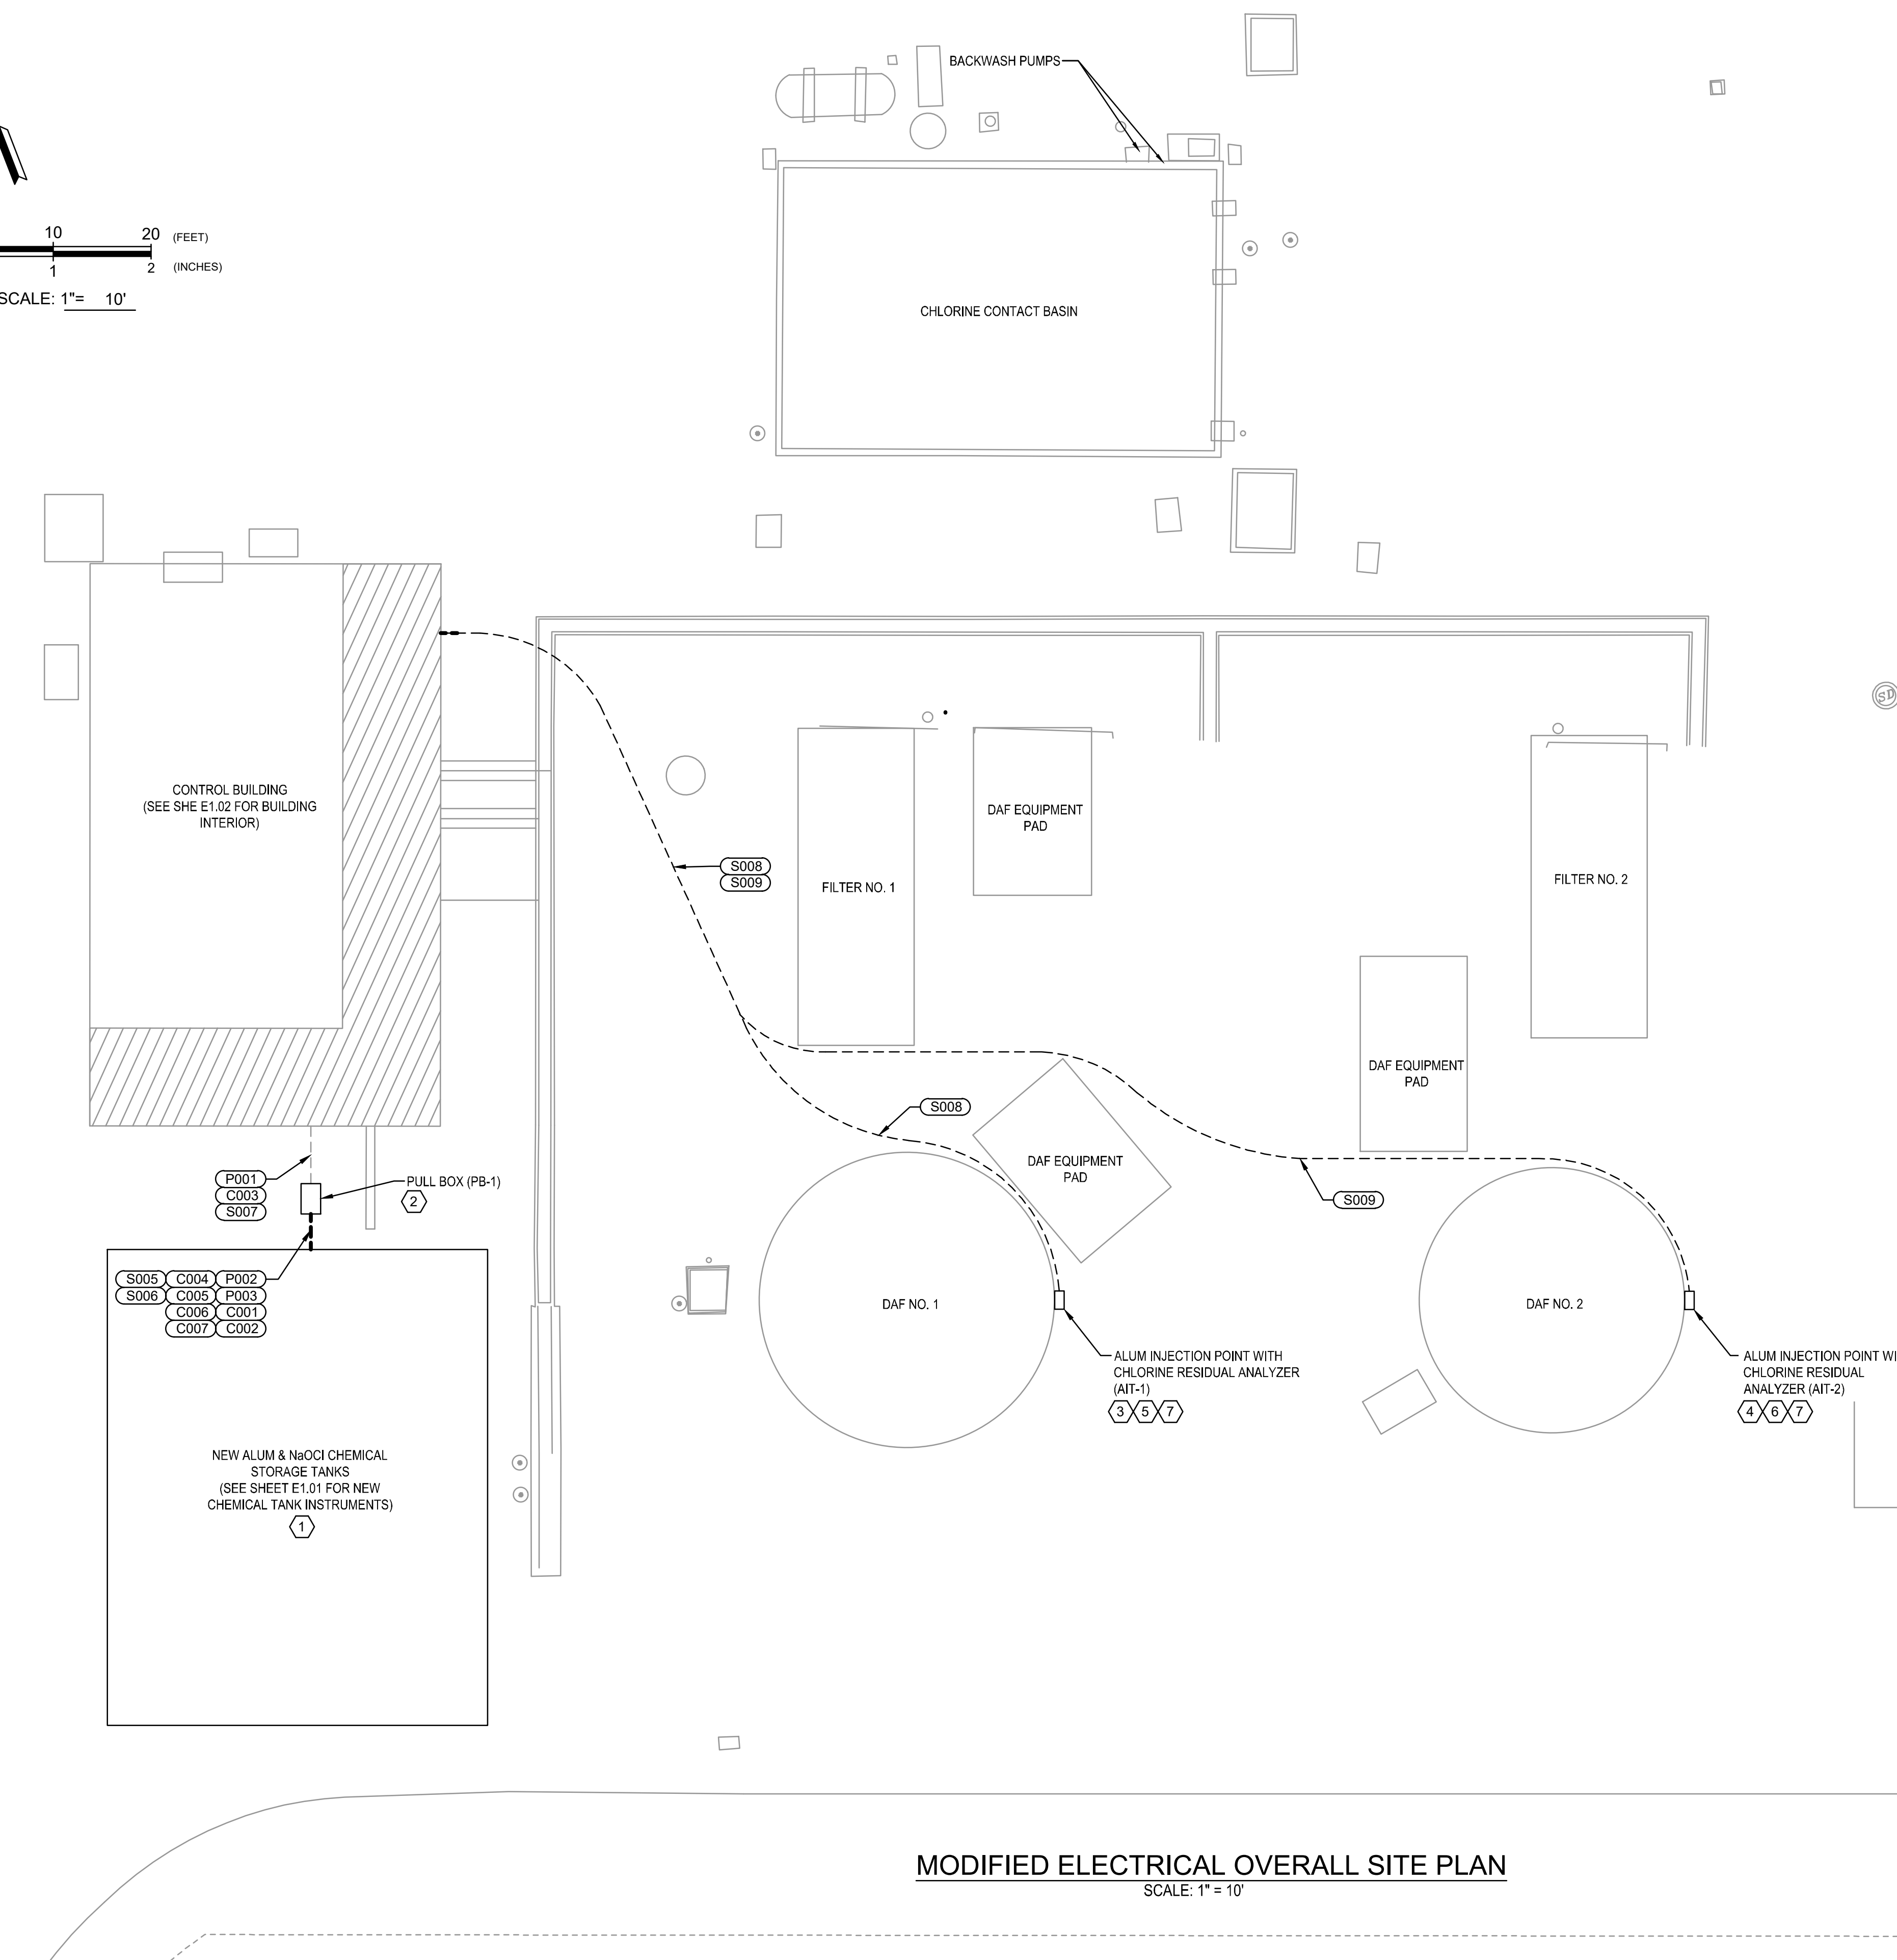 BACKWASH PUMPS
10
20
(FEET)
1
2
(INCHES)
SCALE: 1"= 10'
CHLORINE CONTACT BASIN
SD
CONTROL BUILDING
(SEE SHE E1.02 FOR BUILDING
INTERIOR)
S008
S009
FILTER NO. 1
DAF EQUIPMENT
PAD
FILTER NO. 2
DAF EQUIPMENT
PAD
S008
DAF EQUIPMENT
PAD
S009
P001
C003
S007
PULL BOX (PB-1)
2
S005 C004 P002
S006 C005 P003
C006 C001
C007 C002
DAF NO. 1
DAF NO. 2
ALUM INJECTION POINT WITH
CHLORINE RESIDUAL ANALYZER
(AIT-1)
3 5 7
ALUM INJECTION POINT WI
CHLORINE RESIDUAL
ANALYZER (AIT-2)
4 6 7
NEW ALUM & NaOCl CHEMICAL
STORAGE TANKS
(SEE SHEET E1.01 FOR NEW
CHEMICAL TANK INSTRUMENTS)
1
MODIFIED ELECTRICAL OVERALL SITE PLAN
SCALE: 1" = 10'